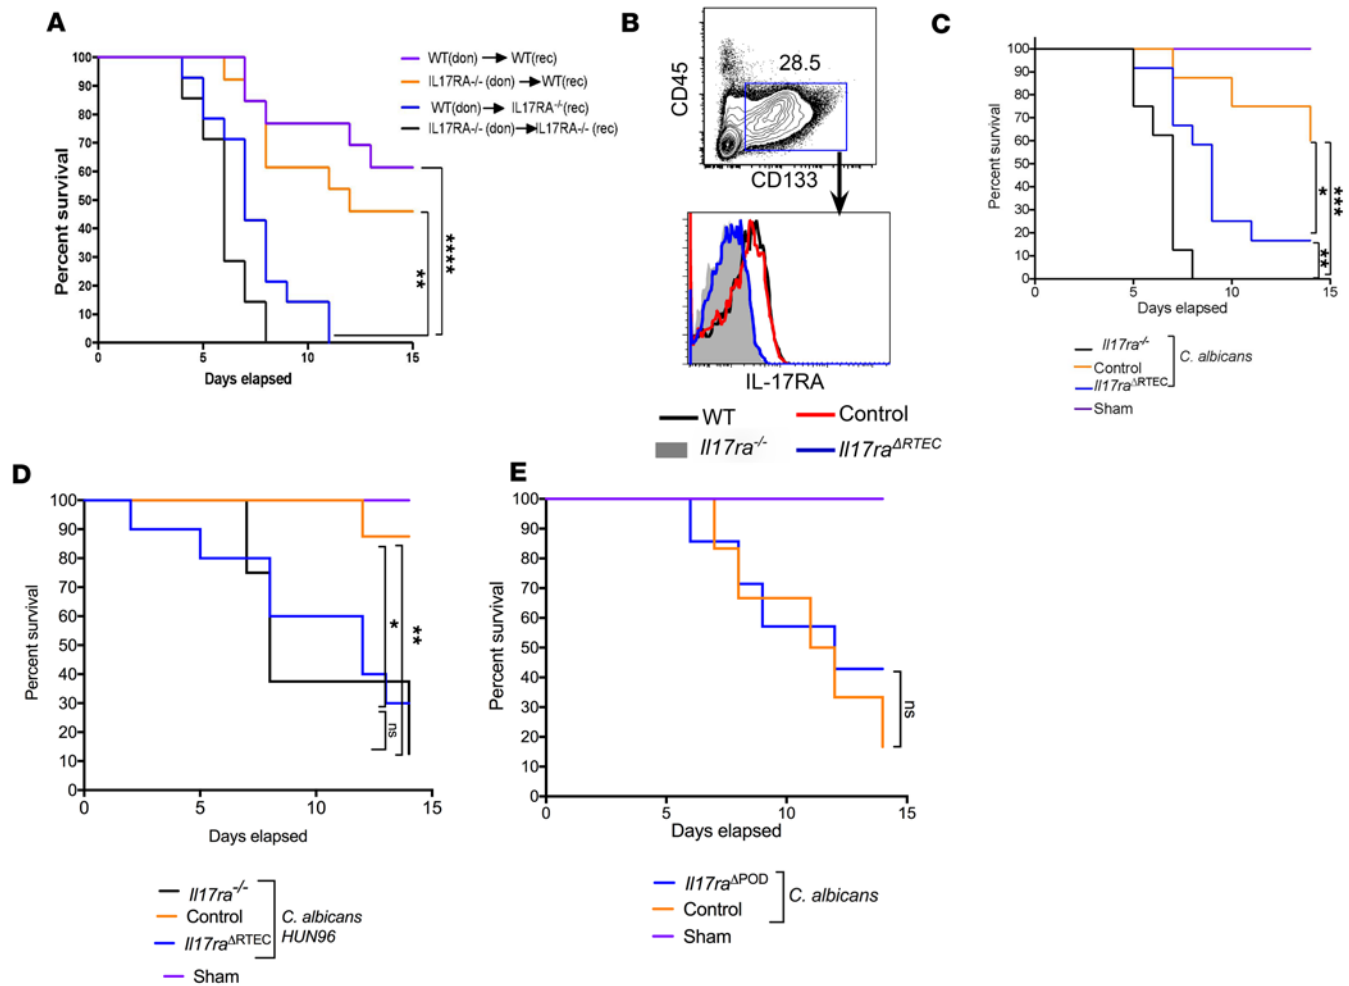 A
100
90
80
70
60
50
40
30
20
10
0
Percent survival
0 5 10 15
Days elapsed
WT(don) → WT(rec)
IL17RA-/- (don) → WT(rec)
WT(don) → IL17RA-/-(rec)
IL17RA-/- (don) → IL17RA-/- (rec)
**
****
B
CD45
28.5
CD133
IL-17RA
WT Control
Il17ra-/- Il17raΔRTEC
C
100
90
80
70
60
50
40
30
20
10
0
Percent survival
0 5 10 15
Days elapsed
*
***
**
Il17ra-/-
Control
Il17raΔRTEC
C. albicans
Sham
D
100
90
80
70
60
50
40
30
20
10
0
Percent survival
0 5 10 15
Days elapsed
*
**
ns
Il17ra-/-
Control
Il17raΔRTEC
C. albicans
HUN96
Sham
E
100
90
80
70
60
50
40
30
20
10
0
Percent survival
0 5 10 15
Days elapsed
ns
Il17raΔPOD
Control
C. albicans
Sham